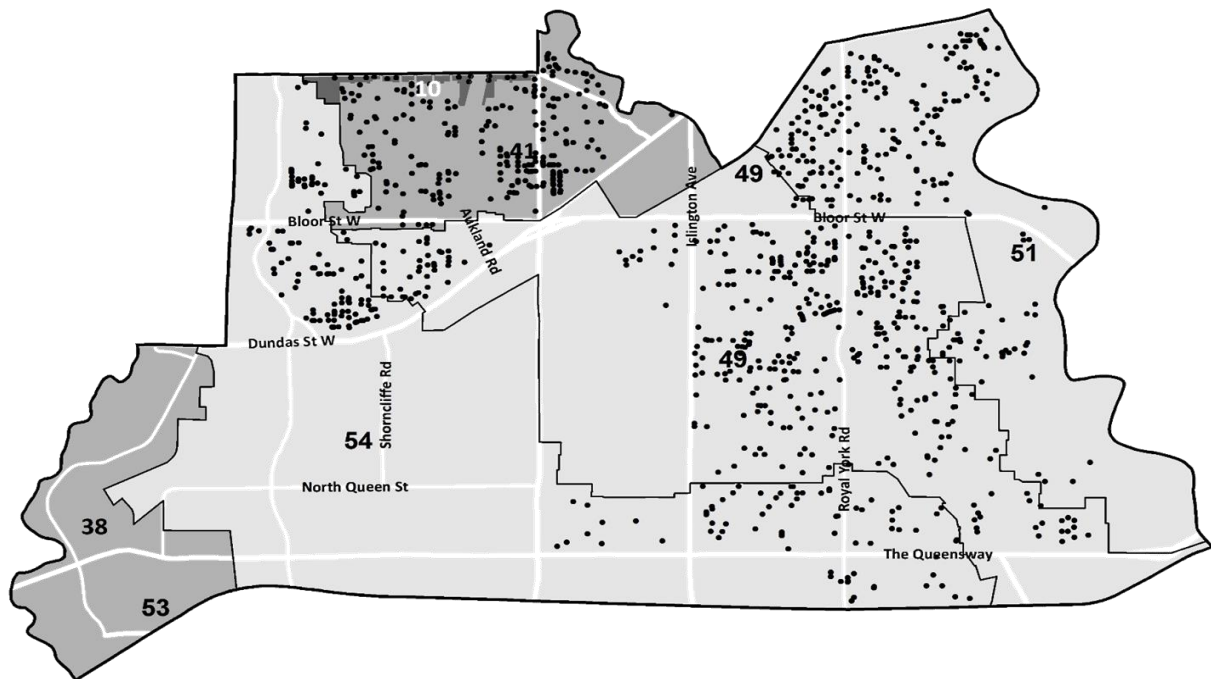 10
41
49
Islington Ave
Bloor St W
Aukland Rd
Bloor St W
51
Dundas St W
49
Shorncliffe Rd
54
Royal York Rd
North Queen St
38
The Queensway
53